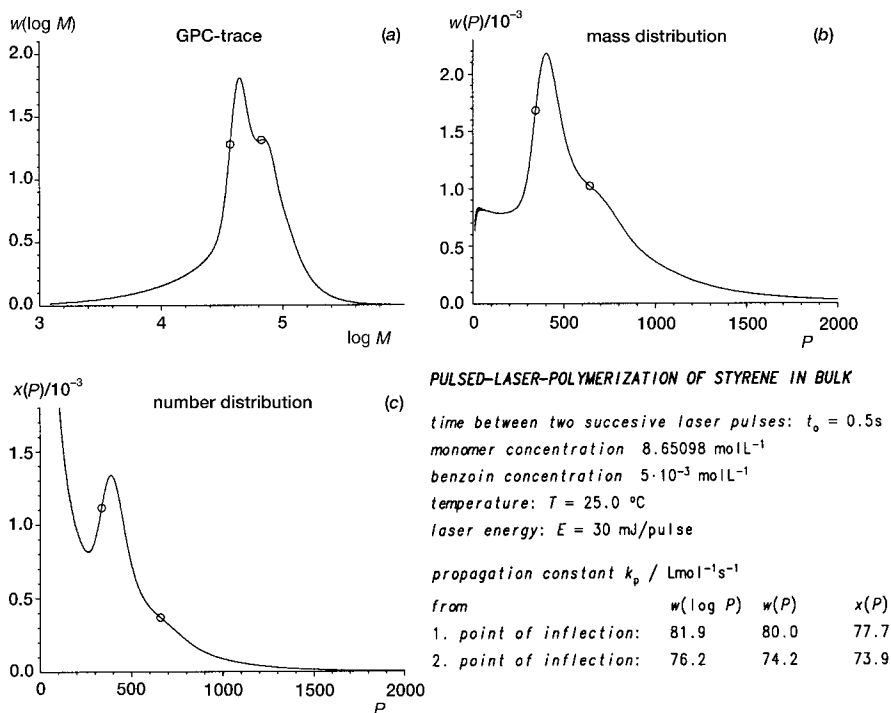 w(log M)
GPC-trace
(a)
2.0
1.5
1.0
0.5
0.0
3
4
5
log M
w(P)/10⁻³
mass distribution
(b)
2.0
1.5
1.0
0.5
0.0
0
500
1000
1500
2000
P
x(P)/10⁻³
number distribution
(c)
1.5
1.0
0.5
0.0
0
500
1000
1500
2000
P
PULSED-LASER-POLYMERIZATION OF STYRENE IN BULK
time between two succesive laser pulses: t₀ = 0.5s
monomer concentration 8.65098 molL⁻¹
benzoin concentration 5·10⁻³ molL⁻¹
temperature: T = 25.0 ºC
laser energy: E = 30 mJ/pulse
propagation constant kₚ / Lmol⁻¹s⁻¹
from w(log P) w(P) x(P)
1. point of inflection: 81.9 80.0 77.7
2. point of inflection: 76.2 74.2 73.9